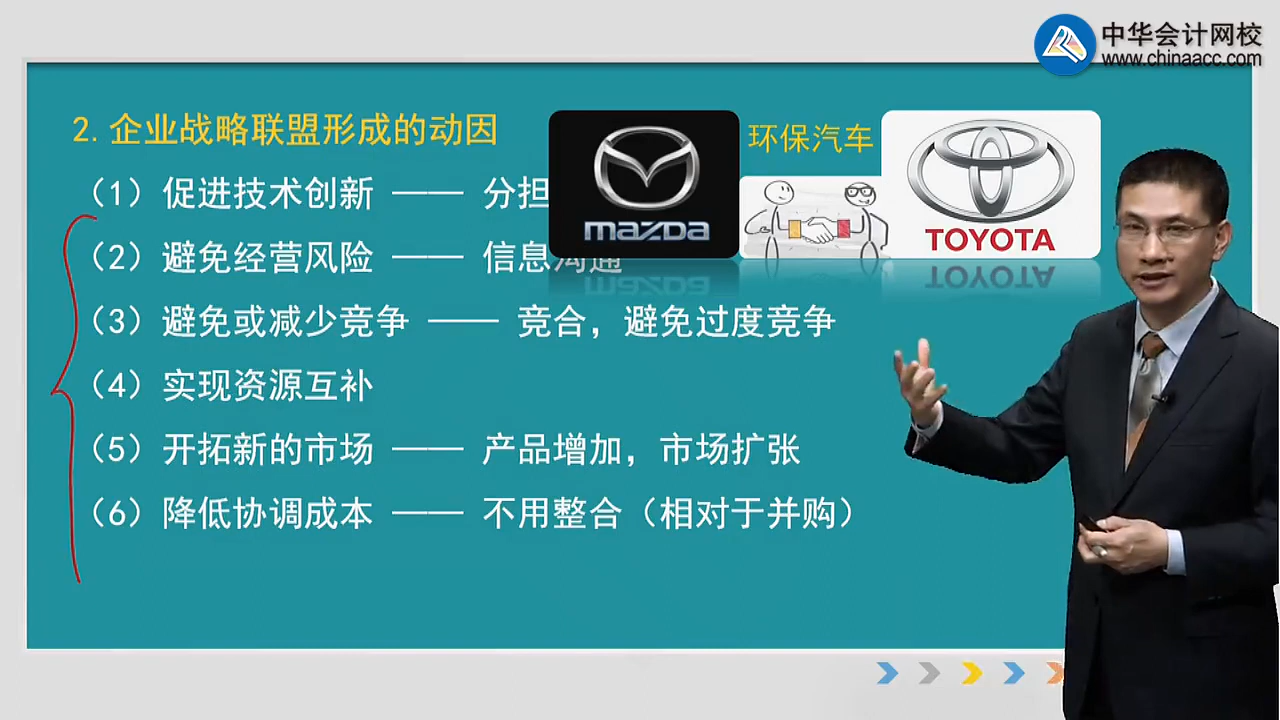 中华会计网校
www.chinaacc.com
2.企业战略联盟形成的动因
环保汽车
mazda
TOYOTA
（1）促进技术创新 —— 分担
（2）避免经营风险 —— 信息沟通
（3）避免或减少竞争 —— 竞合，避免过度竞争
（4）实现资源互补
（5）开拓新的市场 —— 产品增加，市场扩张
（6）降低协调成本 —— 不用整合（相对于并购）